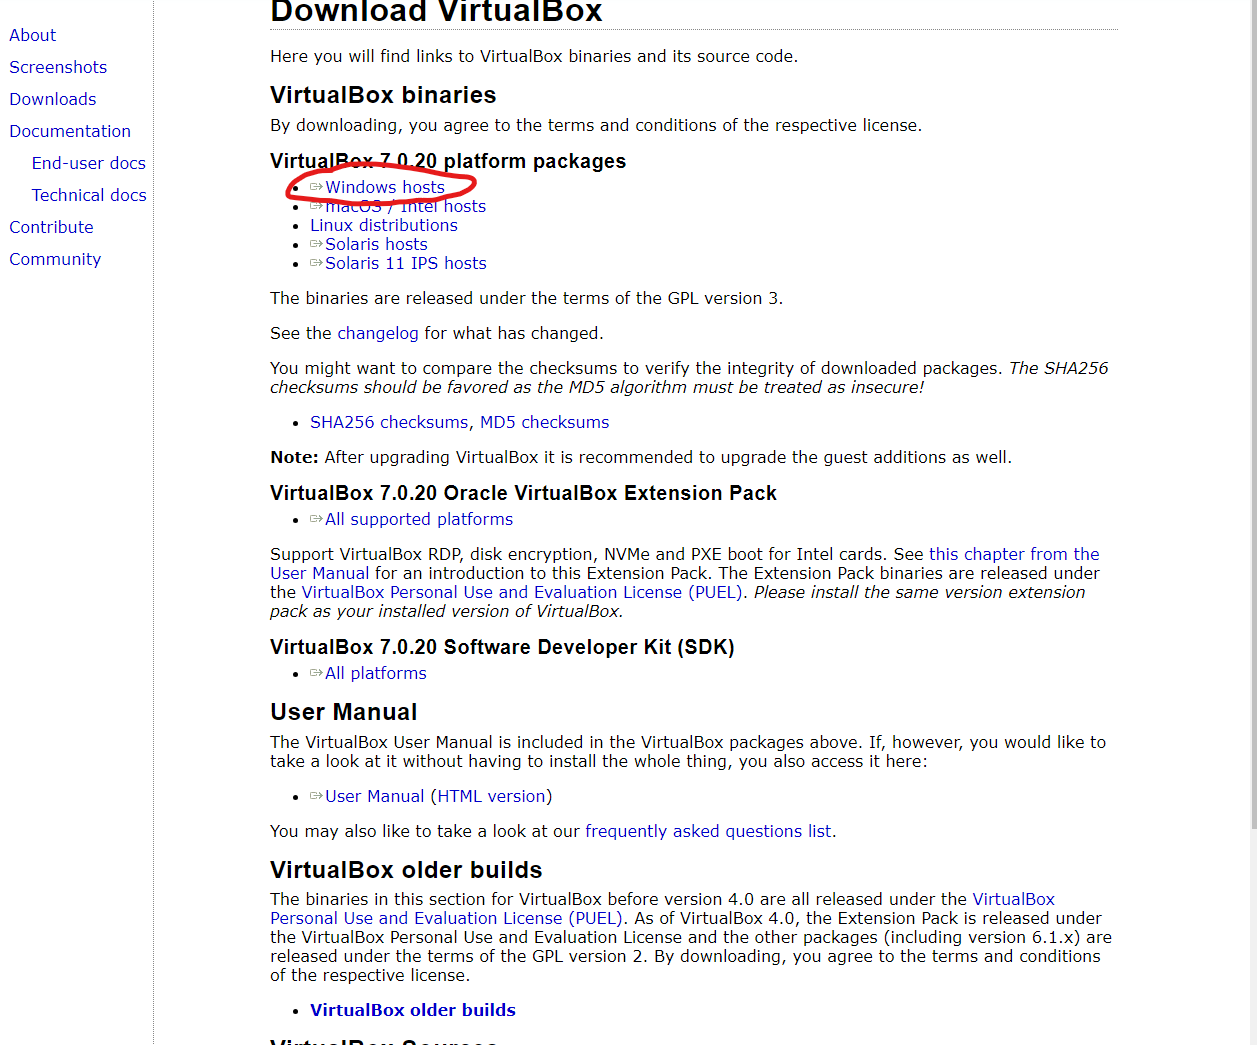 Download VirtualBox
About
Screenshots
Downloads
Documentation
End-user docs
Technical docs
Contribute
Community
Here you will find links to VirtualBox binaries and its source code.
VirtualBox binaries
By downloading, you agree to the terms and conditions of the respective license.
VirtualBox 7.0.20 platform packages
Windows hosts
macOS / Intel hosts
Linux distributions
Solaris hosts
Solaris 11 IPS hosts
The binaries are released under the terms of the GPL version 3.
See the changelog for what has changed.
You might want to compare the checksums to verify the integrity of downloaded packages. The SHA256
checksums should be favored as the MD5 algorithm must be treated as insecure!
SHA256 checksums, MD5 checksums
Note: After upgrading VirtualBox it is recommended to upgrade the guest additions as well.
VirtualBox 7.0.20 Oracle VirtualBox Extension Pack
All supported platforms
Support VirtualBox RDP, disk encryption, NVMe and PXE boot for Intel cards. See this chapter from the
User Manual for an introduction to this Extension Pack. The Extension Pack binaries are released under
the VirtualBox Personal Use and Evaluation License (PUEL). Please install the same version extension
pack as your installed version of VirtualBox.
VirtualBox 7.0.20 Software Developer Kit (SDK)
All platforms
User Manual
The VirtualBox User Manual is included in the VirtualBox packages above. If, however, you would like to
take a look at it without having to install the whole thing, you also access it here:
User Manual (HTML version)
You may also like to take a look at our frequently asked questions list.
VirtualBox older builds
The binaries in this section for VirtualBox before version 4.0 are all released under the VirtualBox
Personal Use and Evaluation License (PUEL). As of VirtualBox 4.0, the Extension Pack is released under
the VirtualBox Personal Use and Evaluation License and the other packages (including version 6.1.x) are
released under the terms of the GPL version 2. By downloading, you agree to the terms and conditions
of the respective license.
VirtualBox older builds
VirtualBox Sources